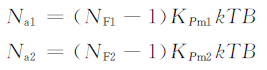 N_{a1} = (N_{F1} − 1) K_{Pm1} kTB
N_{a2} = (N_{F2} − 1) K_{Pm2} kTB